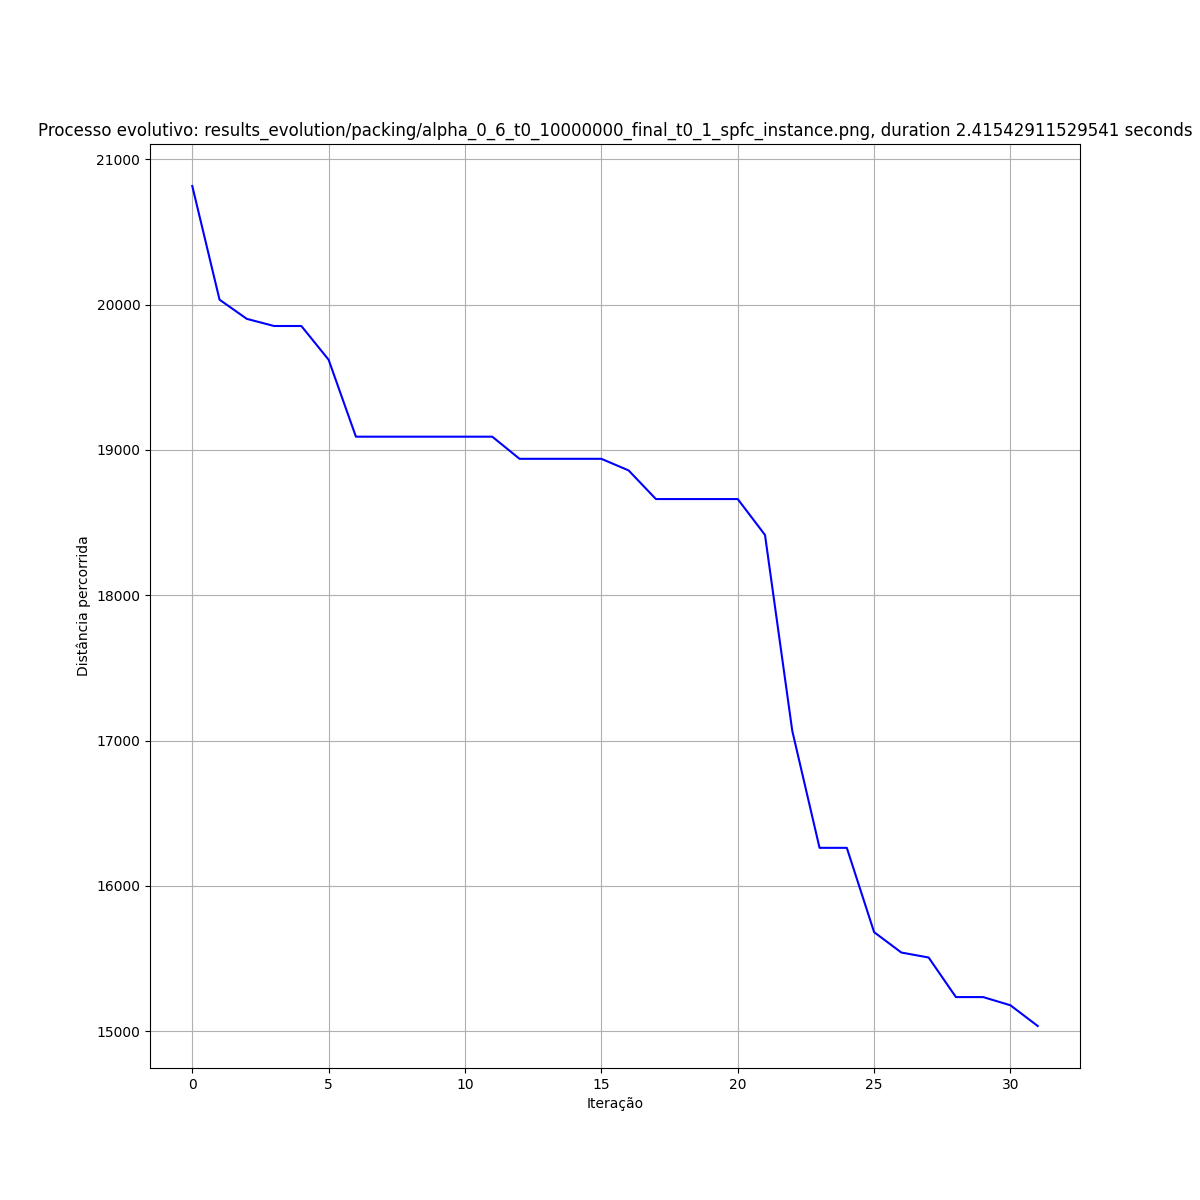 Processo evolutivo: results_evolution/packing/alpha_0_6_t0_10000000_final_t0_1_spfc_instance.png, duration 2.41542911529541 seconds
21000
20000
19000
18000
17000
16000
15000
Distância percorrida
0 5 10 15 20 25 30
Iteração